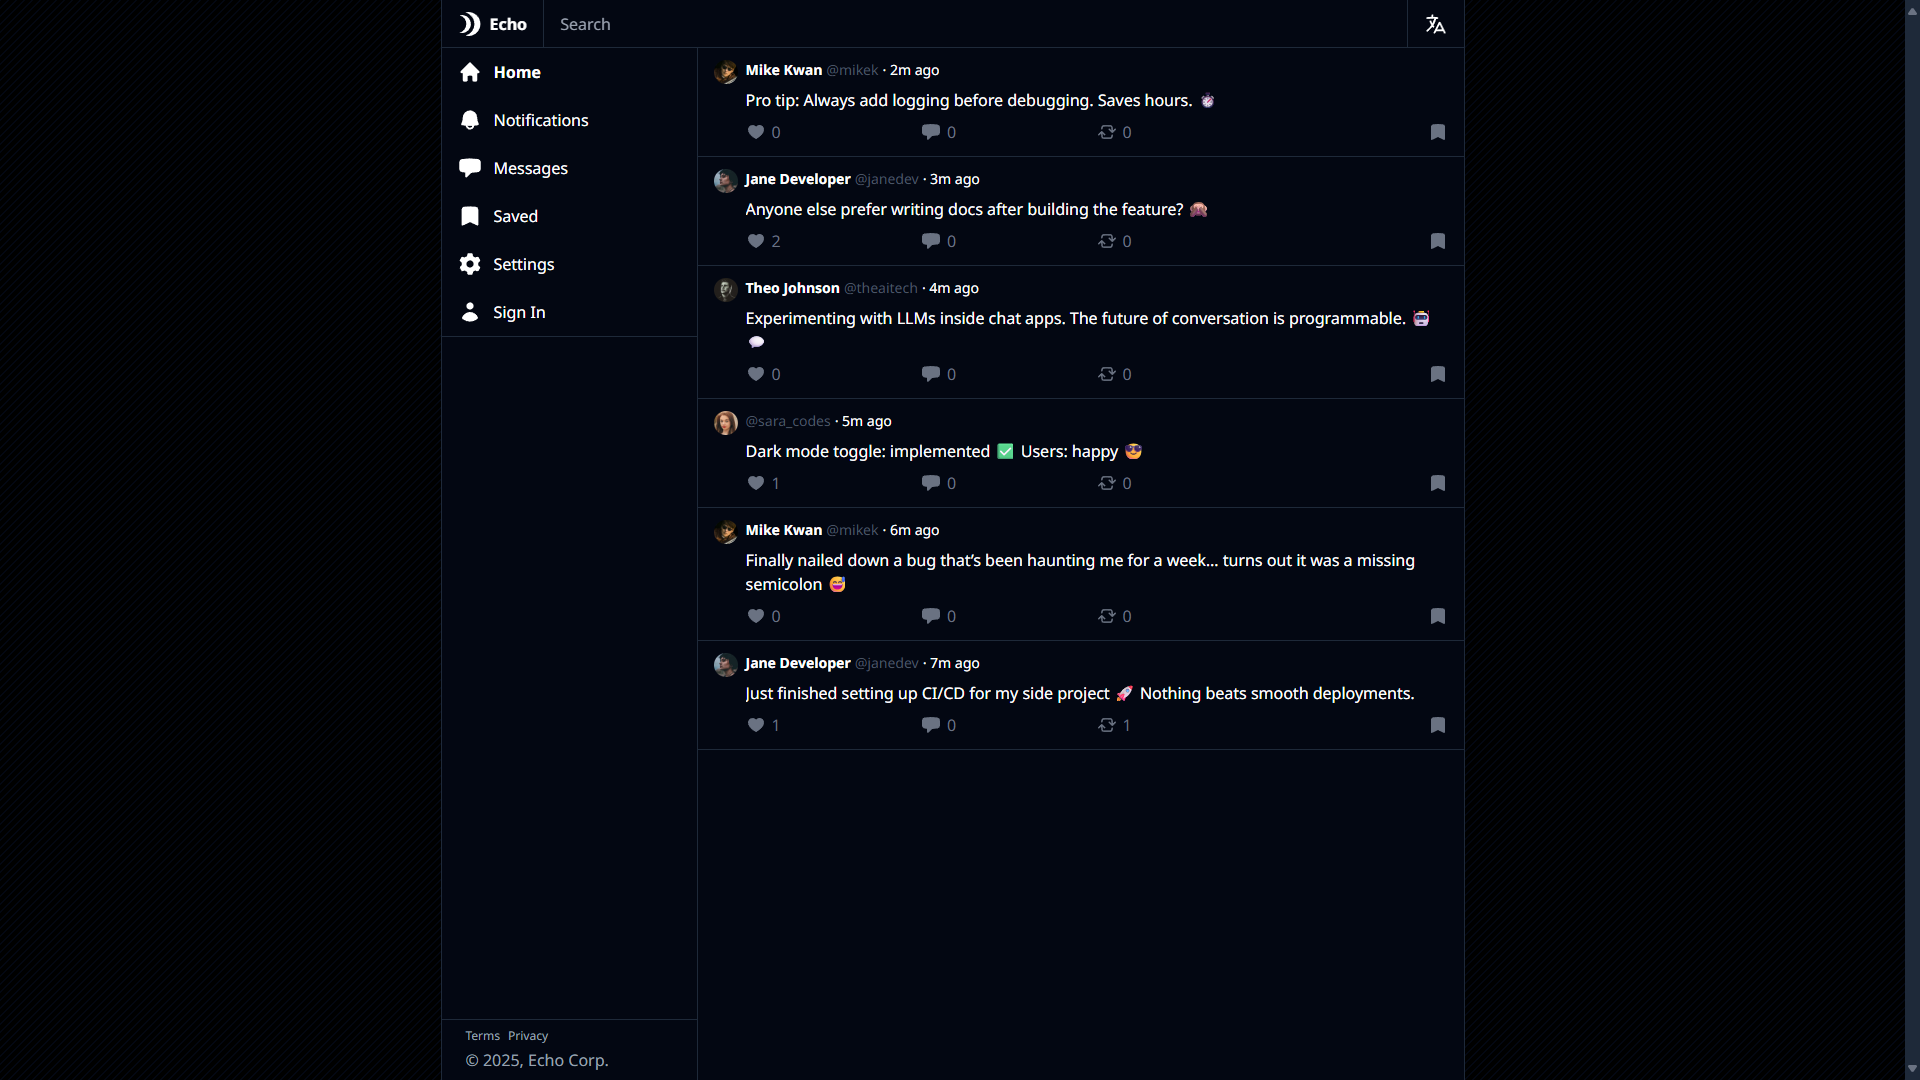 Echo
Search
Home
Notifications
Messages
Saved
Settings
Sign In
Mike Kwan @mikek · 2m ago
Pro tip: Always add logging before debugging. Saves hours. ⏱️
0 0 0
Jane Developer @janedev · 3m ago
Anyone else prefer writing docs after building the feature? 🙈
2 0 0
Theo Johnson @theaitech · 4m ago
Experimenting with LLMs inside chat apps. The future of conversation is programmable. 🤖
💬
0 0 0
@sara_codes · 5m ago
Dark mode toggle: implemented ✅ Users: happy 😎
1 0 0
Mike Kwan @mikek · 6m ago
Finally nailed down a bug that’s been haunting me for a week… turns out it was a missing
semicolon 😅
0 0 0
Jane Developer @janedev · 7m ago
Just finished setting up CI/CD for my side project 🚀 Nothing beats smooth deployments.
1 0 1
Terms Privacy
© 2025, Echo Corp.